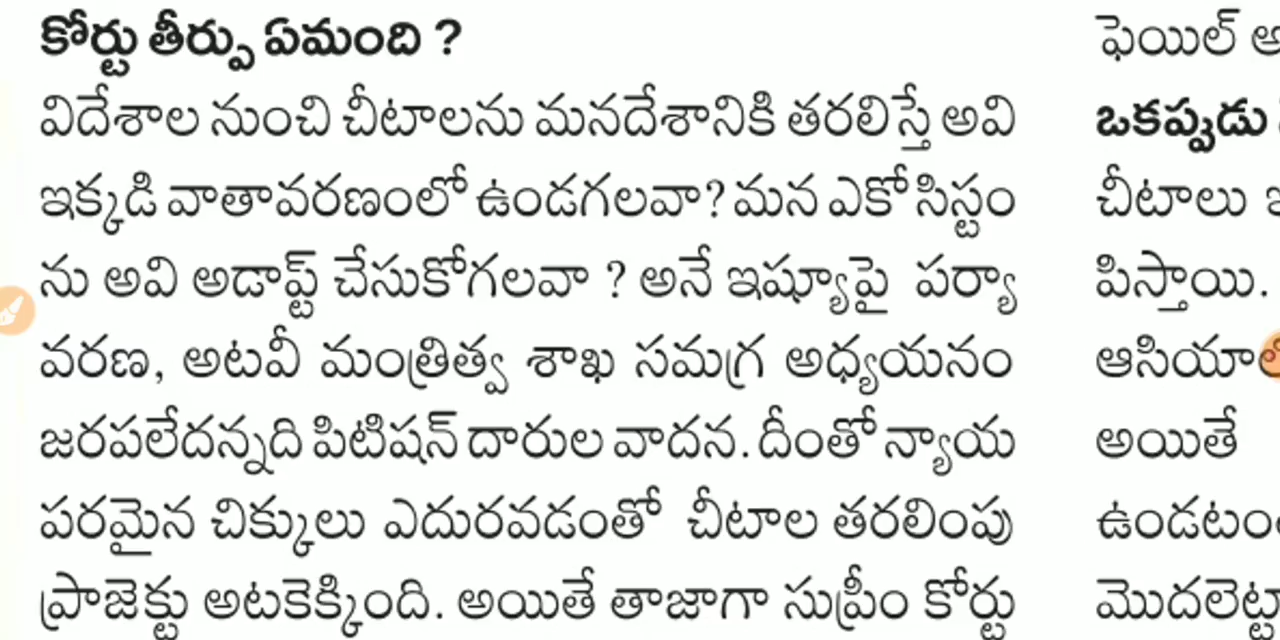 కోర్టు తీర్పు ఏమంది ?
విదేశాల నుంచి చీటాలను మనదేశానికి తరలిస్తే అవి
ఇక్కడి వాతావరణంలో ఉండగలవా? మన ఎకోసిస్టం
ను అవి అడాప్ట్ చేసుకోగలవా ? అనే ఇష్యూపై పర్యా
వరణ, అటవీ మంత్రిత్వ శాఖ సమగ్ర అధ్యయనం
జరపలేదన్నది పిటిషన్ దారుల వాదన. దీంతో న్యాయ
పరమైన చిక్కులు ఎదురవడంతో చీటాల తరలింపు
ప్రాజెక్టు అటకెక్కింది. అయితే తాజాగా సుప్రీం కోర్టు
ఫెయిల్
ఒకప్పుడు
చీటాలు
పిస్తాయి.
అయితే